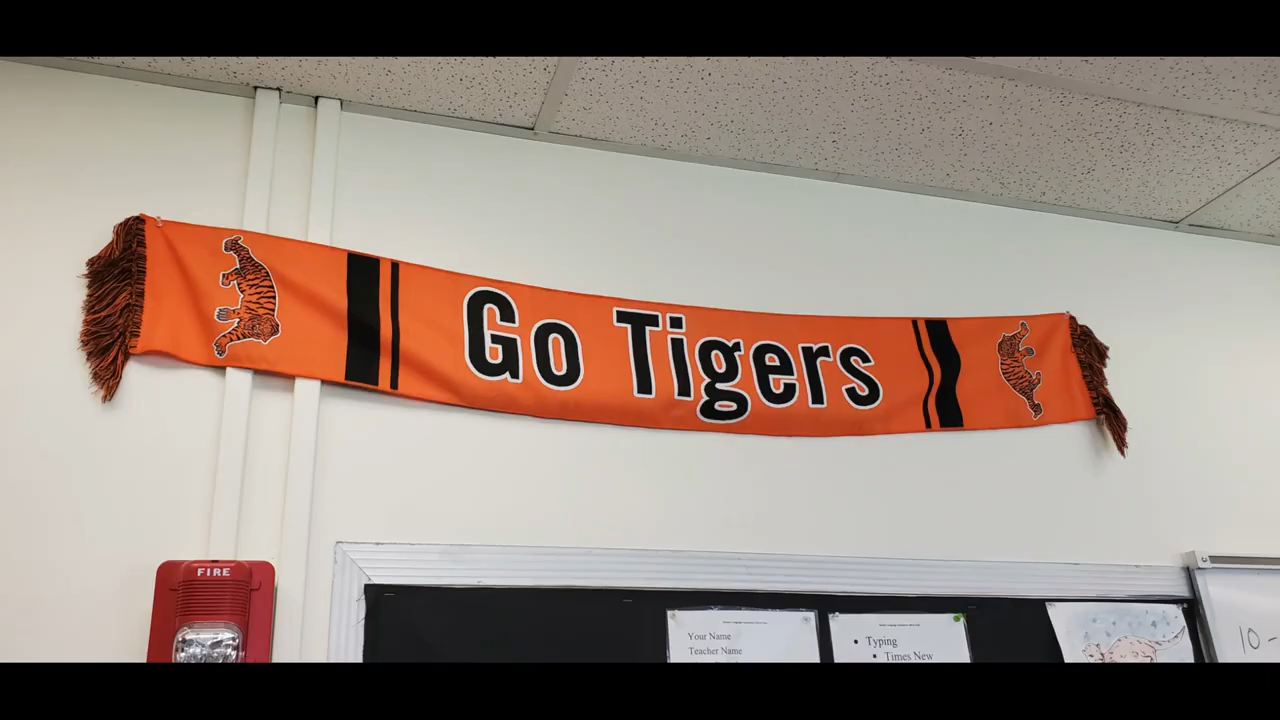 Go Tigers
FIRE
Your Name
Teacher Name
• Typing
▪ Times New
10-